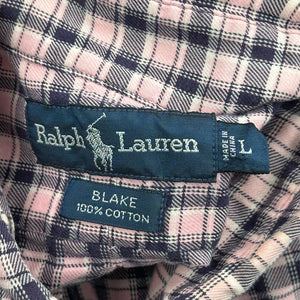 Ralph Lauren
MADE IN
CHINA
L
BLAKE
100% COTTON